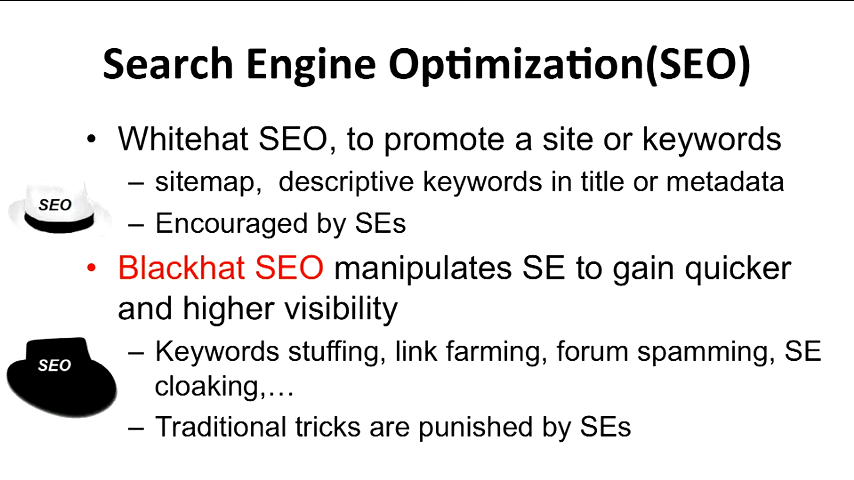 Search Engine Optimization(SEO)
• Whitehat SEO, to promote a site or keywords
– sitemap,  descriptive keywords in title or metadata
SEO
– Encouraged by SEs
• Blackhat SEO manipulates SE to gain quicker
and higher visibility
– Keywords stuffing, link farming, forum spamming, SE
SEO
cloaking,…
– Traditional tricks are punished by SEs